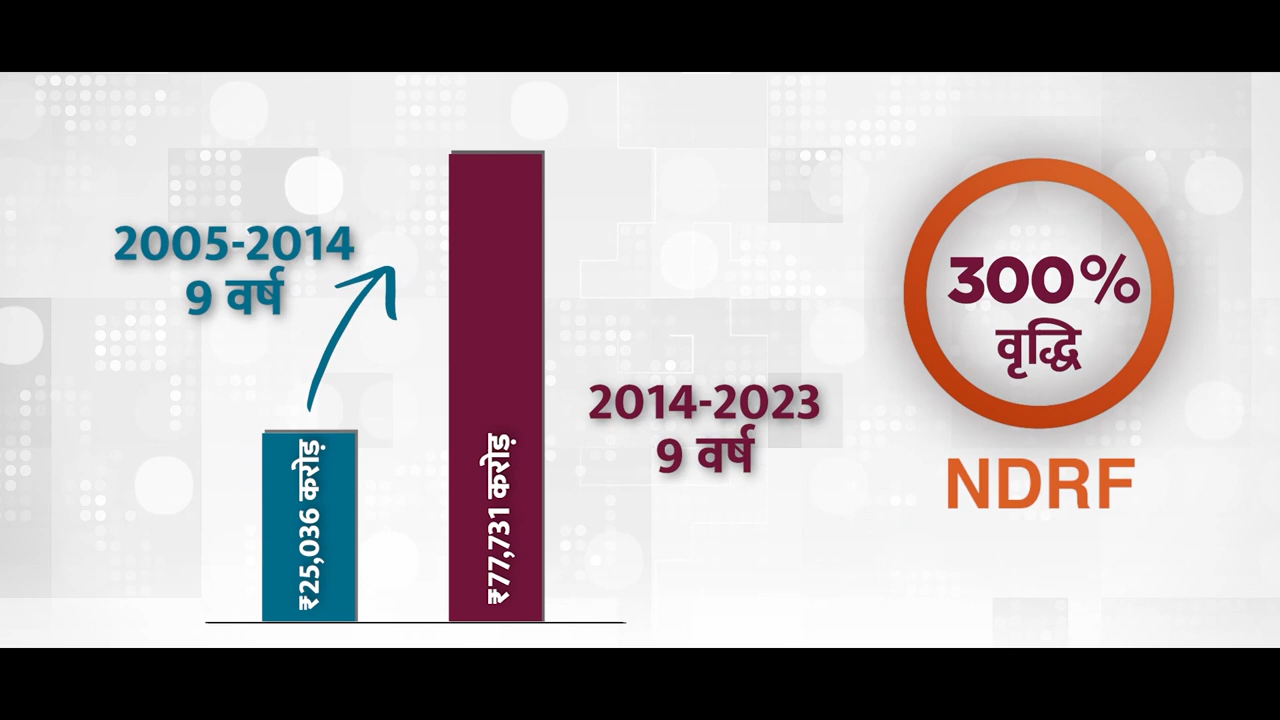 2005-2014
9 वर्ष
₹25,036 करोड़
₹77,731 करोड़
2014-2023
9 वर्ष
300%
वृद्धि
NDRF